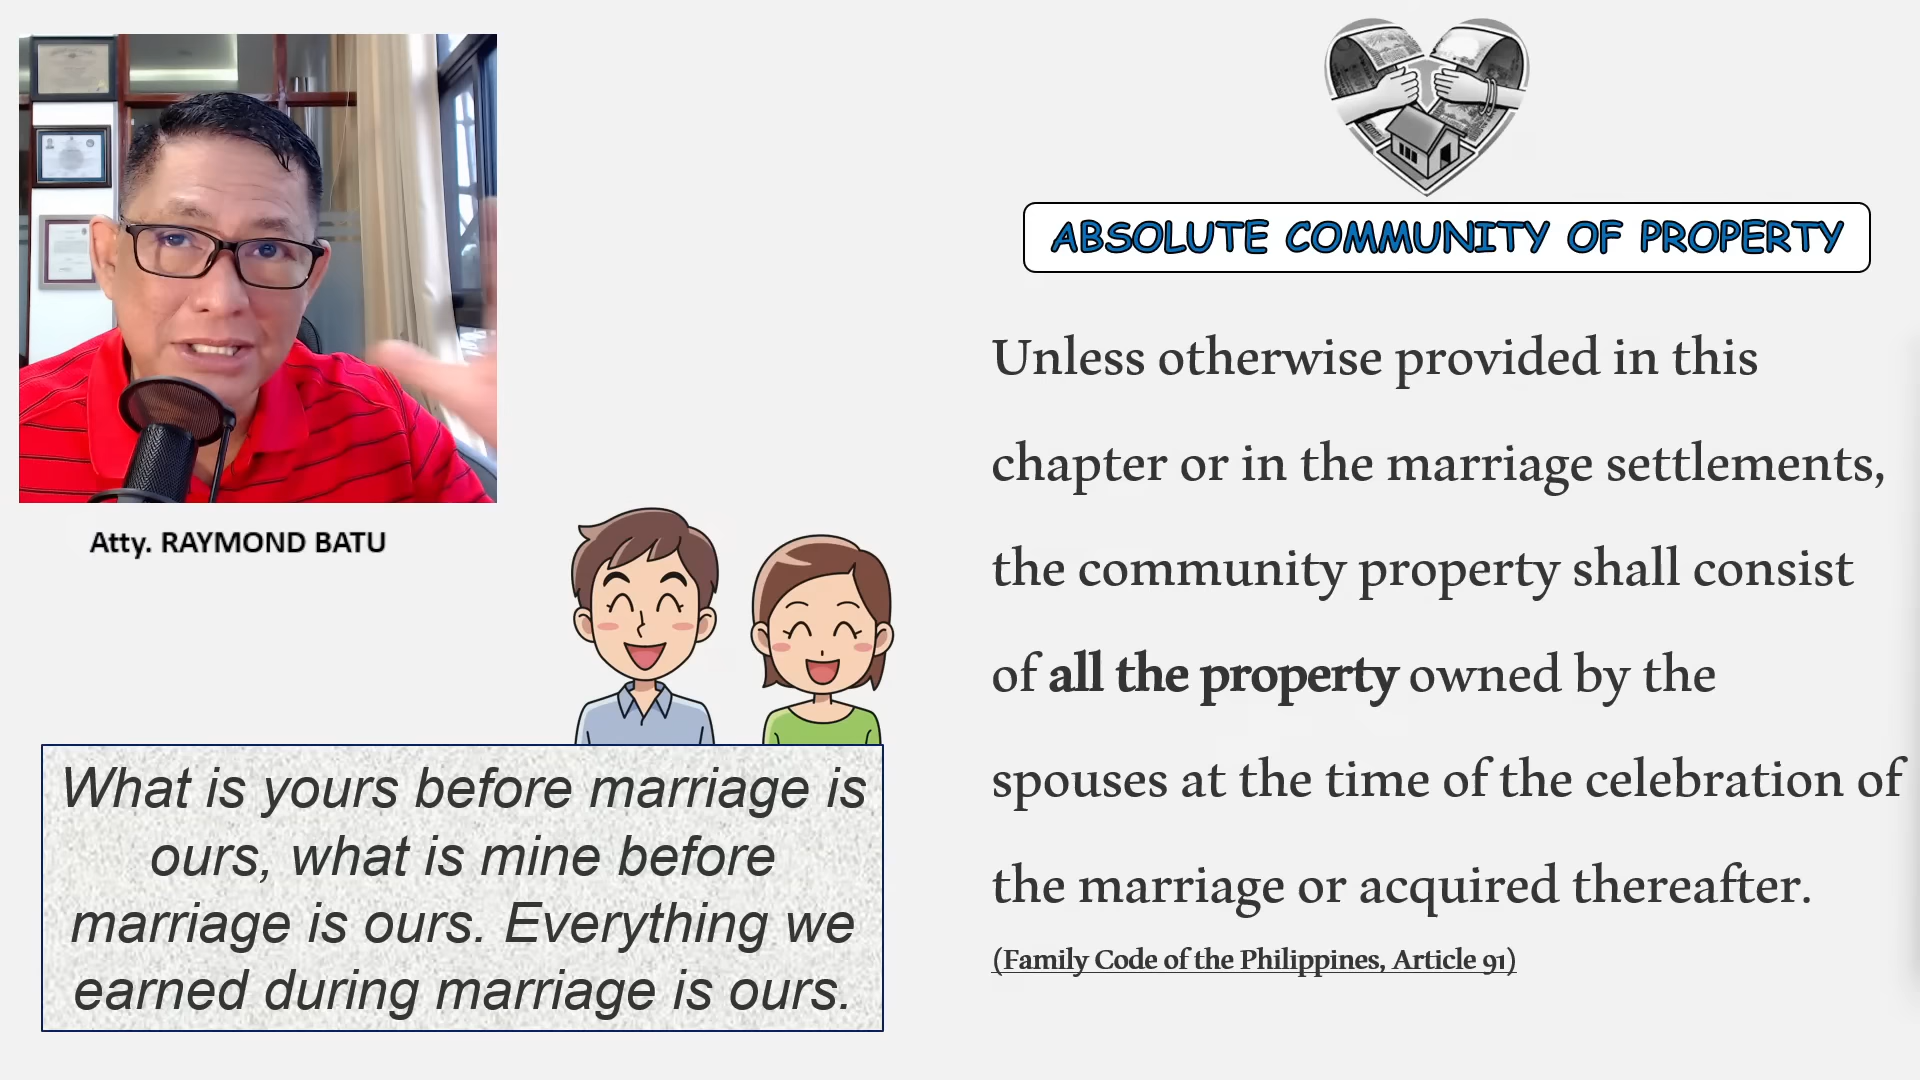 Atty. RAYMOND BATU
What is yours before marriage is
ours, what is mine before
marriage is ours. Everything we
earned during marriage is ours.
ABSOLUTE COMMUNITY OF PROPERTY
Unless otherwise provided in this
chapter or in the marriage settlements,
the community property shall consist
of all the property owned by the
spouses at the time of the celebration of
the marriage or acquired thereafter.
(Family Code of the Philippines, Article 91)